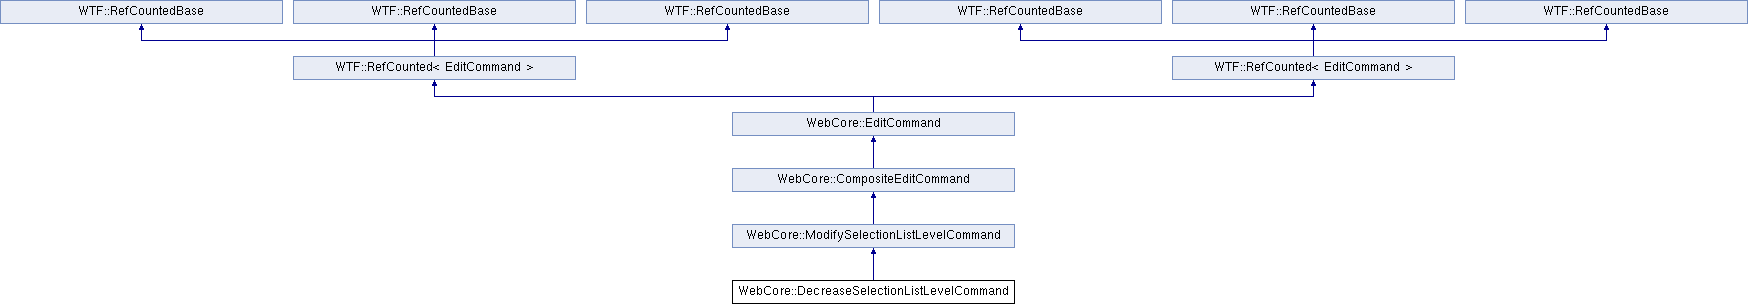 WTF::RefCountedBase
WTF::RefCountedBase
WTF::RefCountedBase
WTF::RefCountedBase
WTF::RefCountedBase
WTF::RefCountedBase
WTF::RefCounted< EditCommand >
WTF::RefCounted< EditCommand >
WebCore::EditCommand
WebCore::CompositeEditCommand
WebCore::ModifySelectionListLevelCommand
WebCore::DecreaseSelectionListLevelCommand